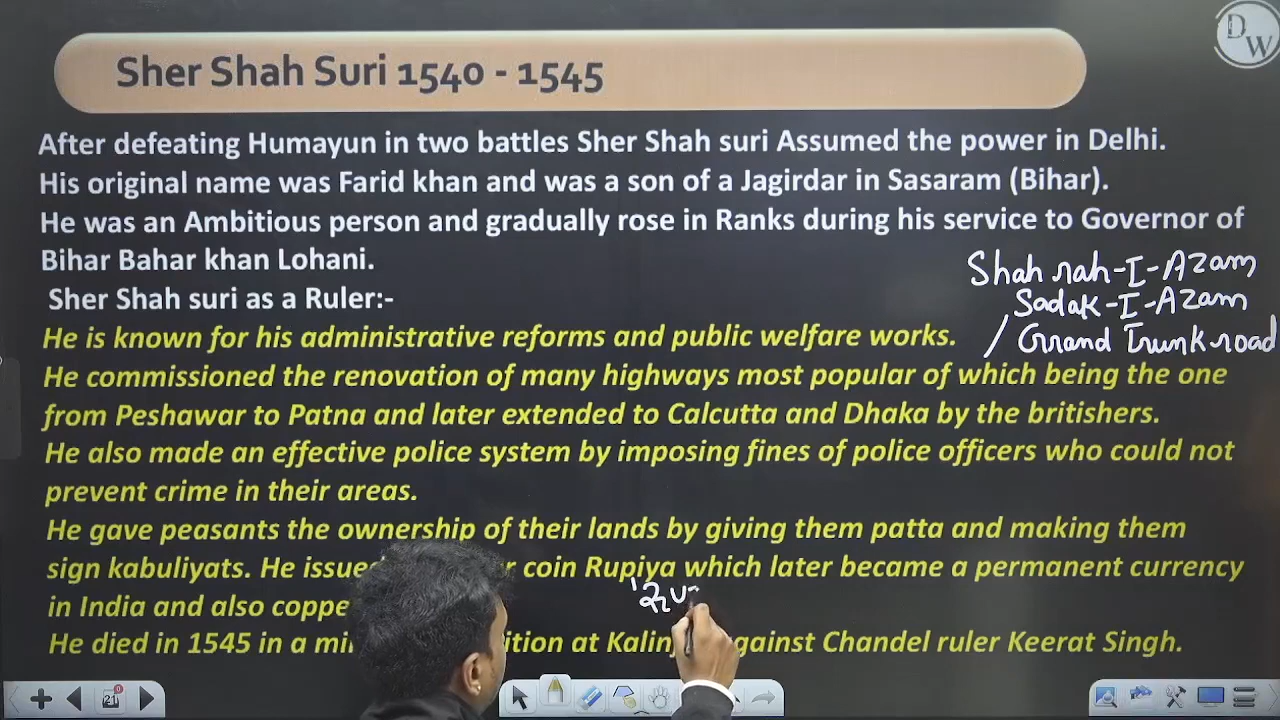 DW
Sher Shah Suri 1540 - 1545
After defeating Humayun in two battles Sher Shah suri Assumed the power in Delhi.
His original name was Farid khan and was a son of a Jagirdar in Sasaram (Bihar).
He was an Ambitious person and gradually rose in Ranks during his service to Governor of
Bihar Bahar khan Lohani.
Shah rah-I-Azam
Sher Shah suri as a Ruler:-
Sadak-I-Azam
He is known for his administrative reforms and public welfare works.
/ Grand Trunk road
He commissioned the renovation of many highways most popular of which being the one
from Peshawar to Patna and later extended to Calcutta and Dhaka by the britishers.
He also made an effective police system by imposing fines of police officers who could not
prevent crime in their areas.
He gave peasants the ownership of their lands by giving them patta and making them
sign kabuliyats. He issue coin Rupiya which later became a permanent currency
in India and also
He died in 1545 in a at gainst Chandel ruler Keerat Singh.
21